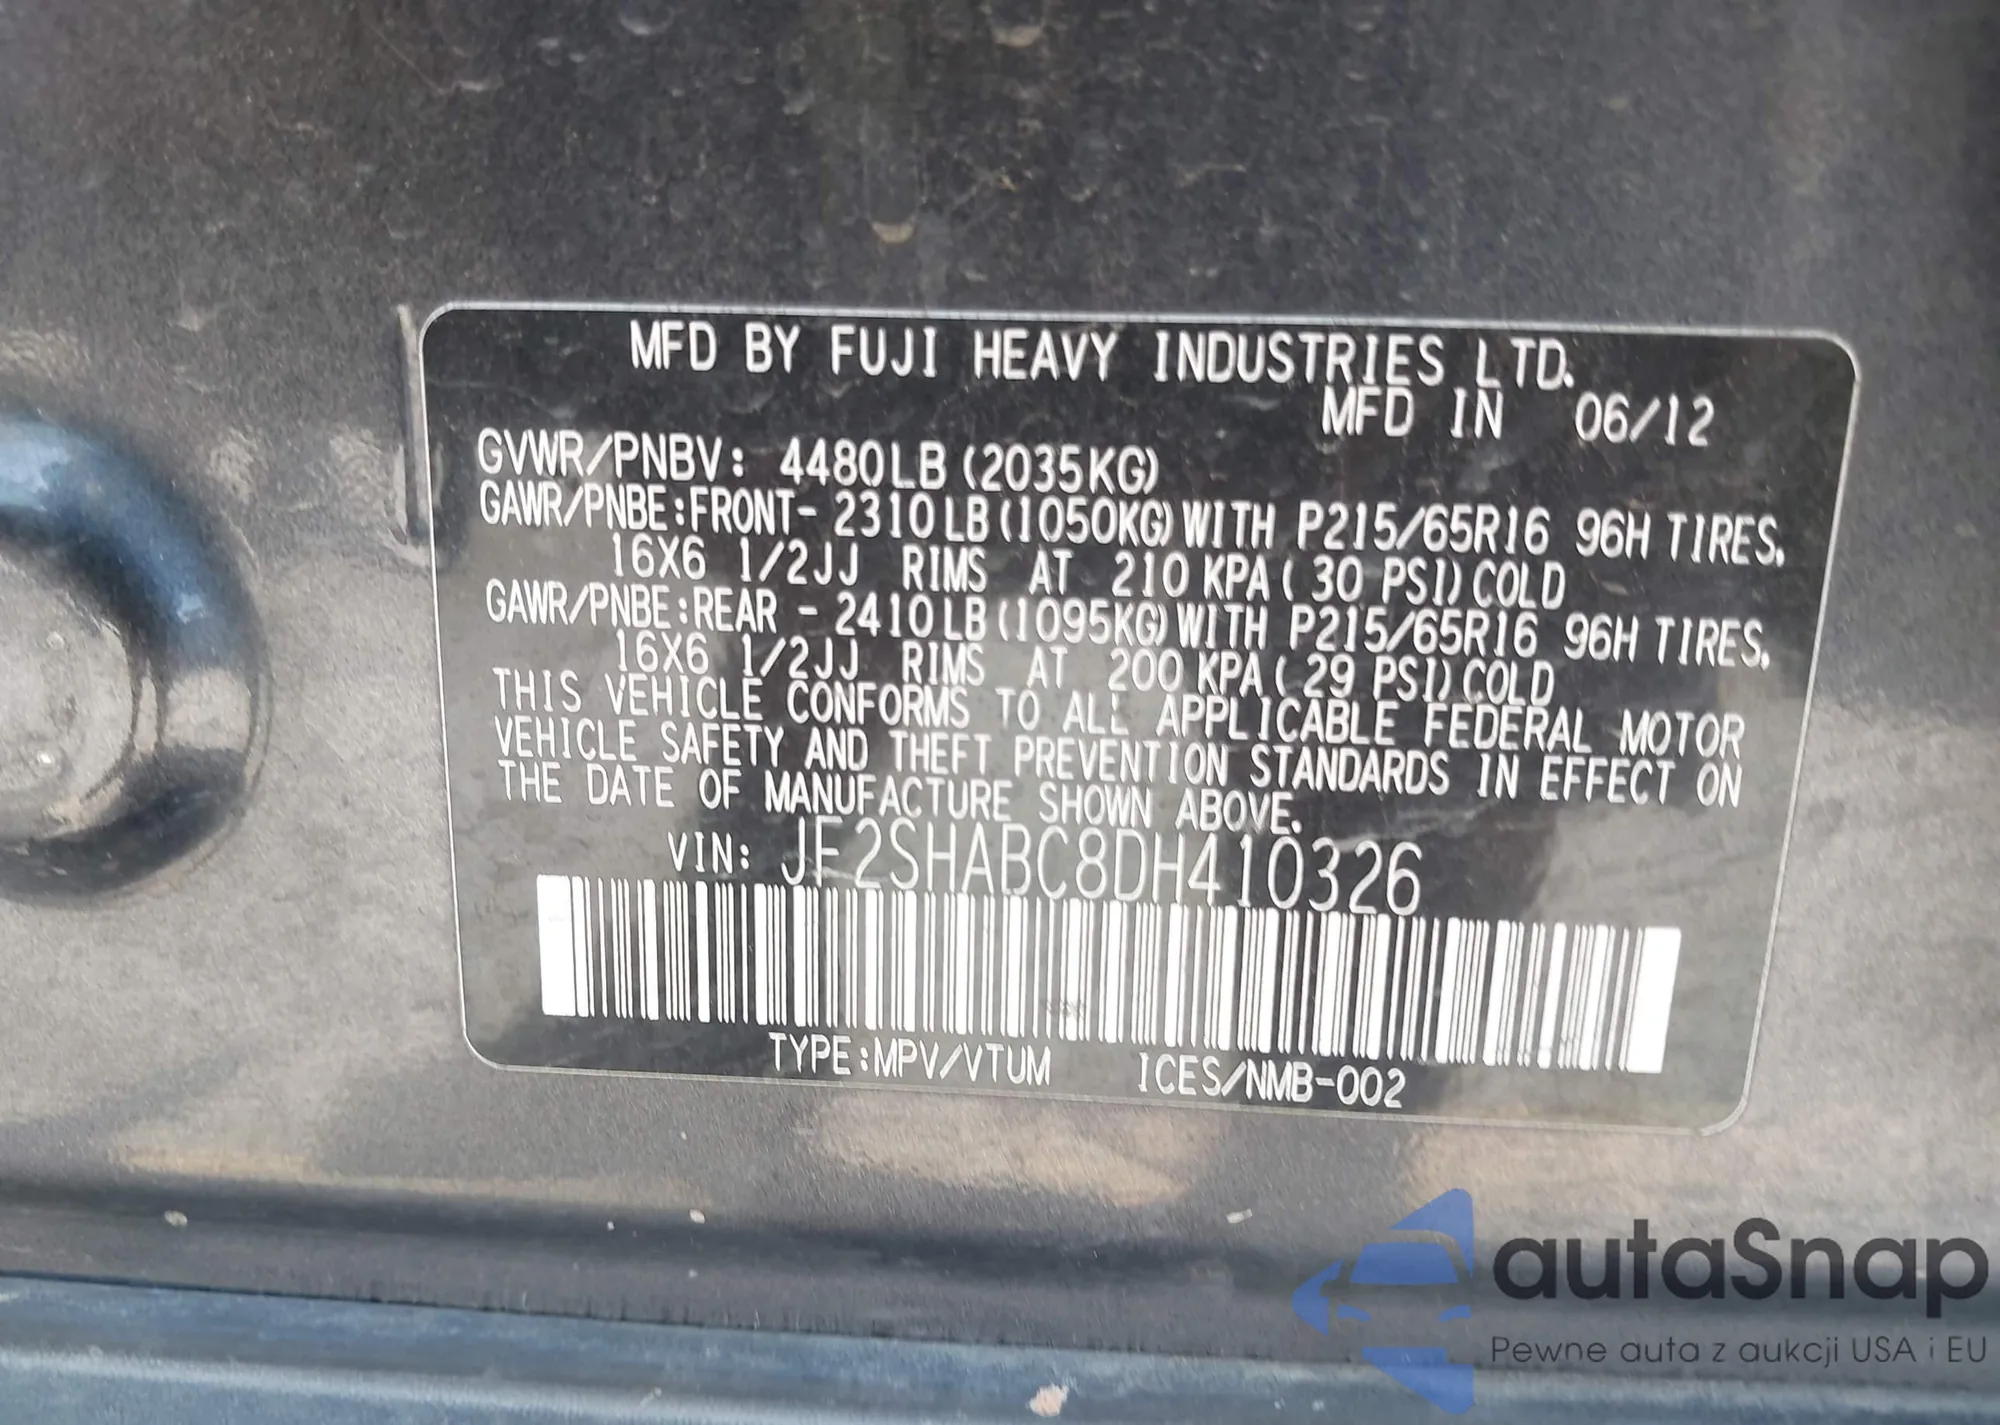 MFD BY FUJI HEAVY INDUSTRIES LTD.
MFD IN 06/12
GVWR/PNBV: 4480LB (2035KG)
GAWR/PNBE:FRONT- 2310LB (1050KG) WITH P215/65R16 96H TIRES,
16X6 1/2JJ RIMS AT 210 KPA ( 30 PSI) COLD
GAWR/PNBE:REAR - 2410LB (1095KG) WITH P215/65R16 96H TIRES,
16X6 1/2JJ RIMS AT 200 KPA ( 29 PSI) COLD
THIS VEHICLE CONFORMS TO ALL APPLICABLE FEDERAL MOTOR
VEHICLE SAFETY AND THEFT PREVENTION STANDARDS IN EFFECT ON
THE DATE OF MANUFACTURE SHOWN ABOVE.
VIN: JF2SHABC8DH410326
TYPE:MPV/VTUM ICES/NMB-002
autaSnap
Pewne auta z aukcji USA i EU